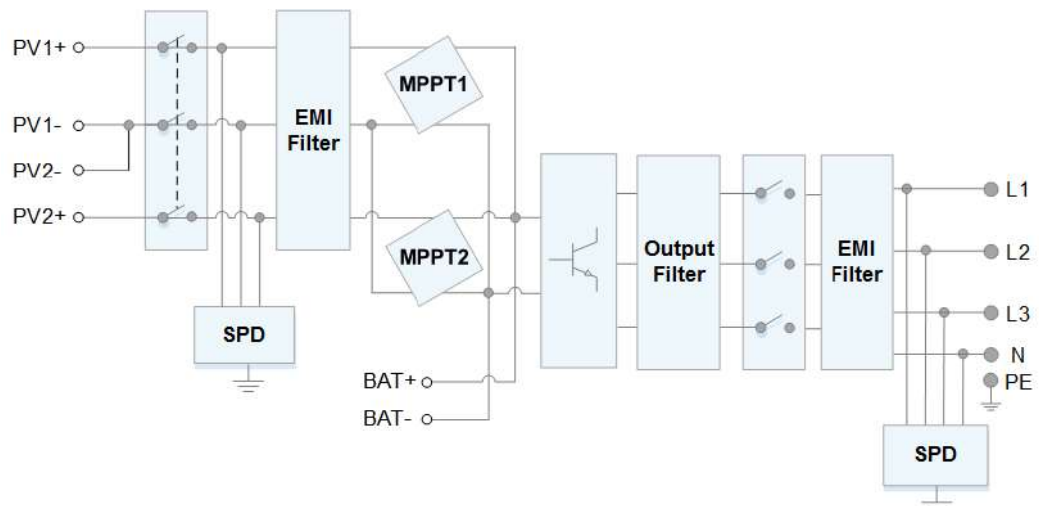 PV1+
PV1-
PV2-
PV2+
EMI
Filter
MPPT1
MPPT2
SPD
BAT+
BAT-
Output
Filter
EMI
Filter
L1
L2
L3
N
PE
SPD